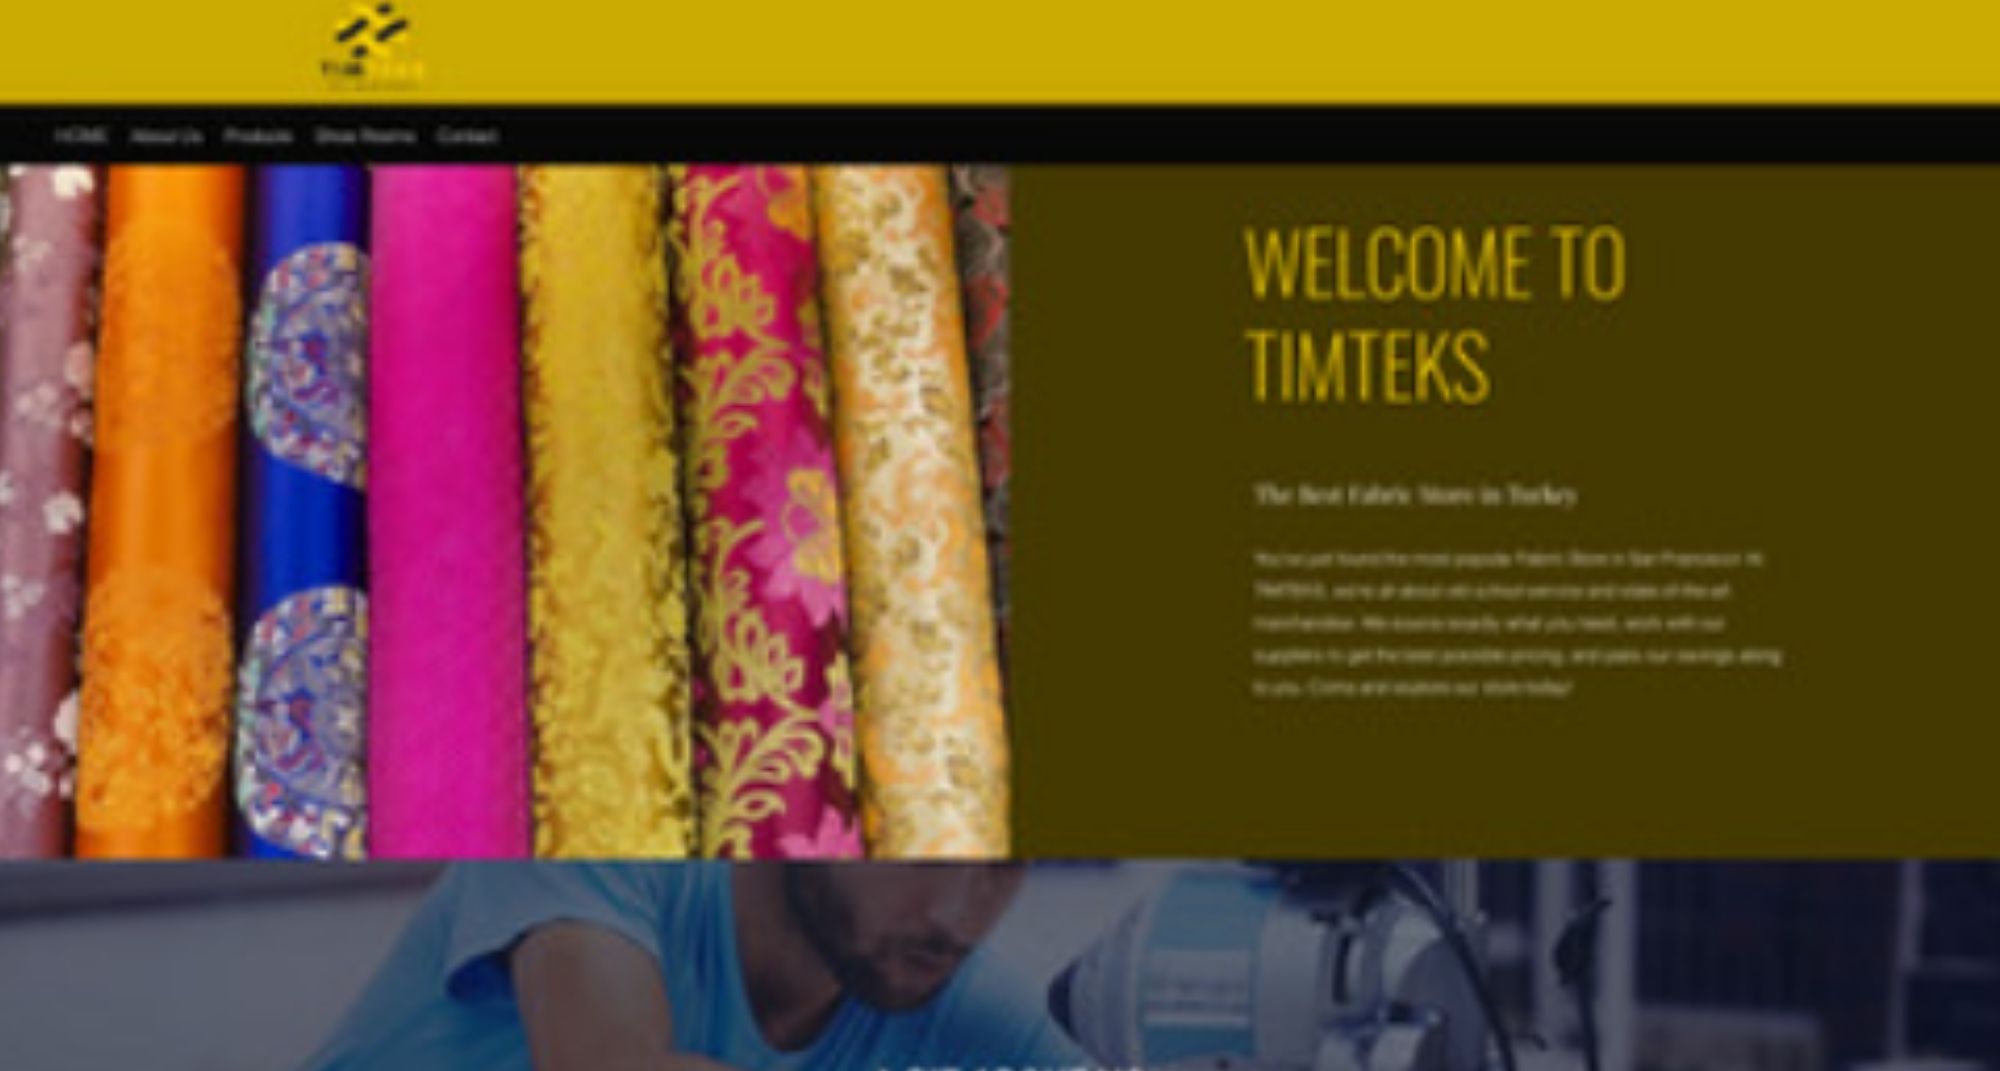 HOME About Us Products Show Rooms Contact
WELCOME TO
TIMTEKS
The Best Fabric Store in Turkey
You've just found the most popular Fabric Store in San Francisco. At
TIMTEKS, we're all about old school service and state of the art
merchandise. We source exactly what you need, work with our
suppliers to get the best possible pricing, and pass our savings along
to you. Come and explore our store today!